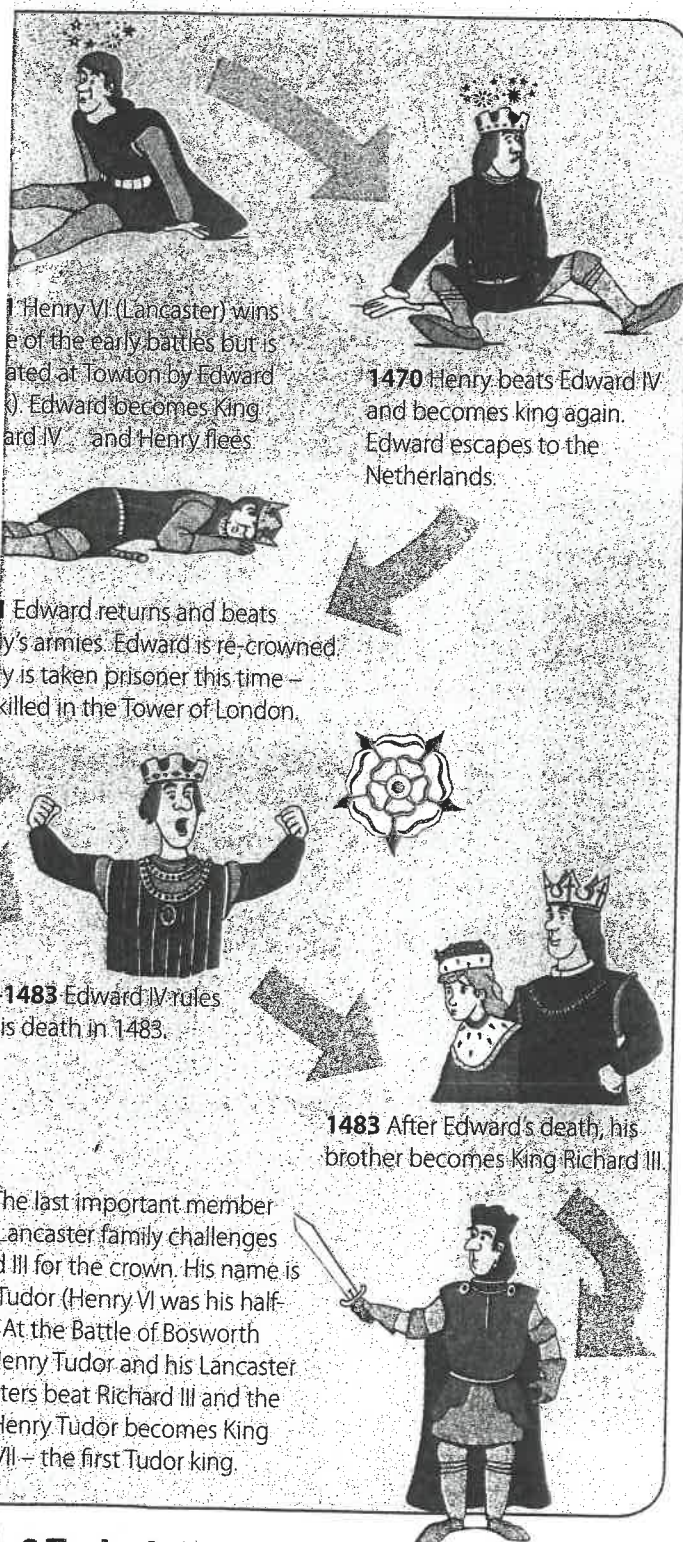 Henry VI (Lancaster) wins
of the early battles but is
ated at Towton by Edward
). Edward becomes King
ard IV and Henry flees
1470 Henry beats Edward IV
and becomes king again.
Edward escapes to the
Netherlands.
Edward returns and beats
y's armies. Edward is re-crowned.
y is taken prisoner this time –
killed in the Tower of London.
-1483 Edward IV rules
is death in 1483.
1483 After Edward's death, his
brother becomes King Richard III.
The last important member
Lancaster family challenges
d III for the crown. His name is
Tudor (Henry VI was his half-
At the Battle of Bosworth
Henry Tudor and his Lancaster
ters beat Richard III and the
Henry Tudor becomes King
VII – the first Tudor king.